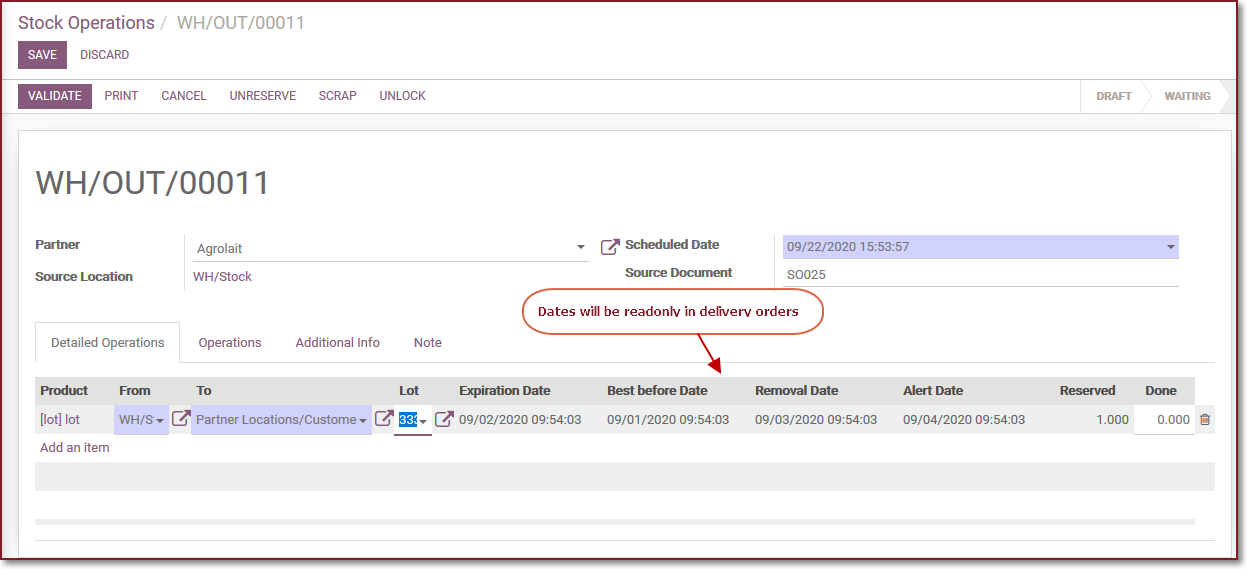 Stock Operations / WH/OUT/00011
SAVE DISCARD
VALIDATE PRINT CANCEL UNRESERVE SCRAP UNLOCK DRAFT WAITING
WH/OUT/00011
Partner Agrolait Scheduled Date 09/22/2020 15:53:57
Source Location WH/Stock Source Document SO025
Dates will be readonly in delivery orders
Detailed Operations Operations Additional Info Note
Product From To Lot Expiration Date Best before Date Removal Date Alert Date Reserved Done
[lot] lot WH/S Partner Locations/Custome 333 09/02/2020 09:54:03 09/01/2020 09:54:03 09/03/2020 09:54:03 09/04/2020 09:54:03 1.000 0.000
Add an item